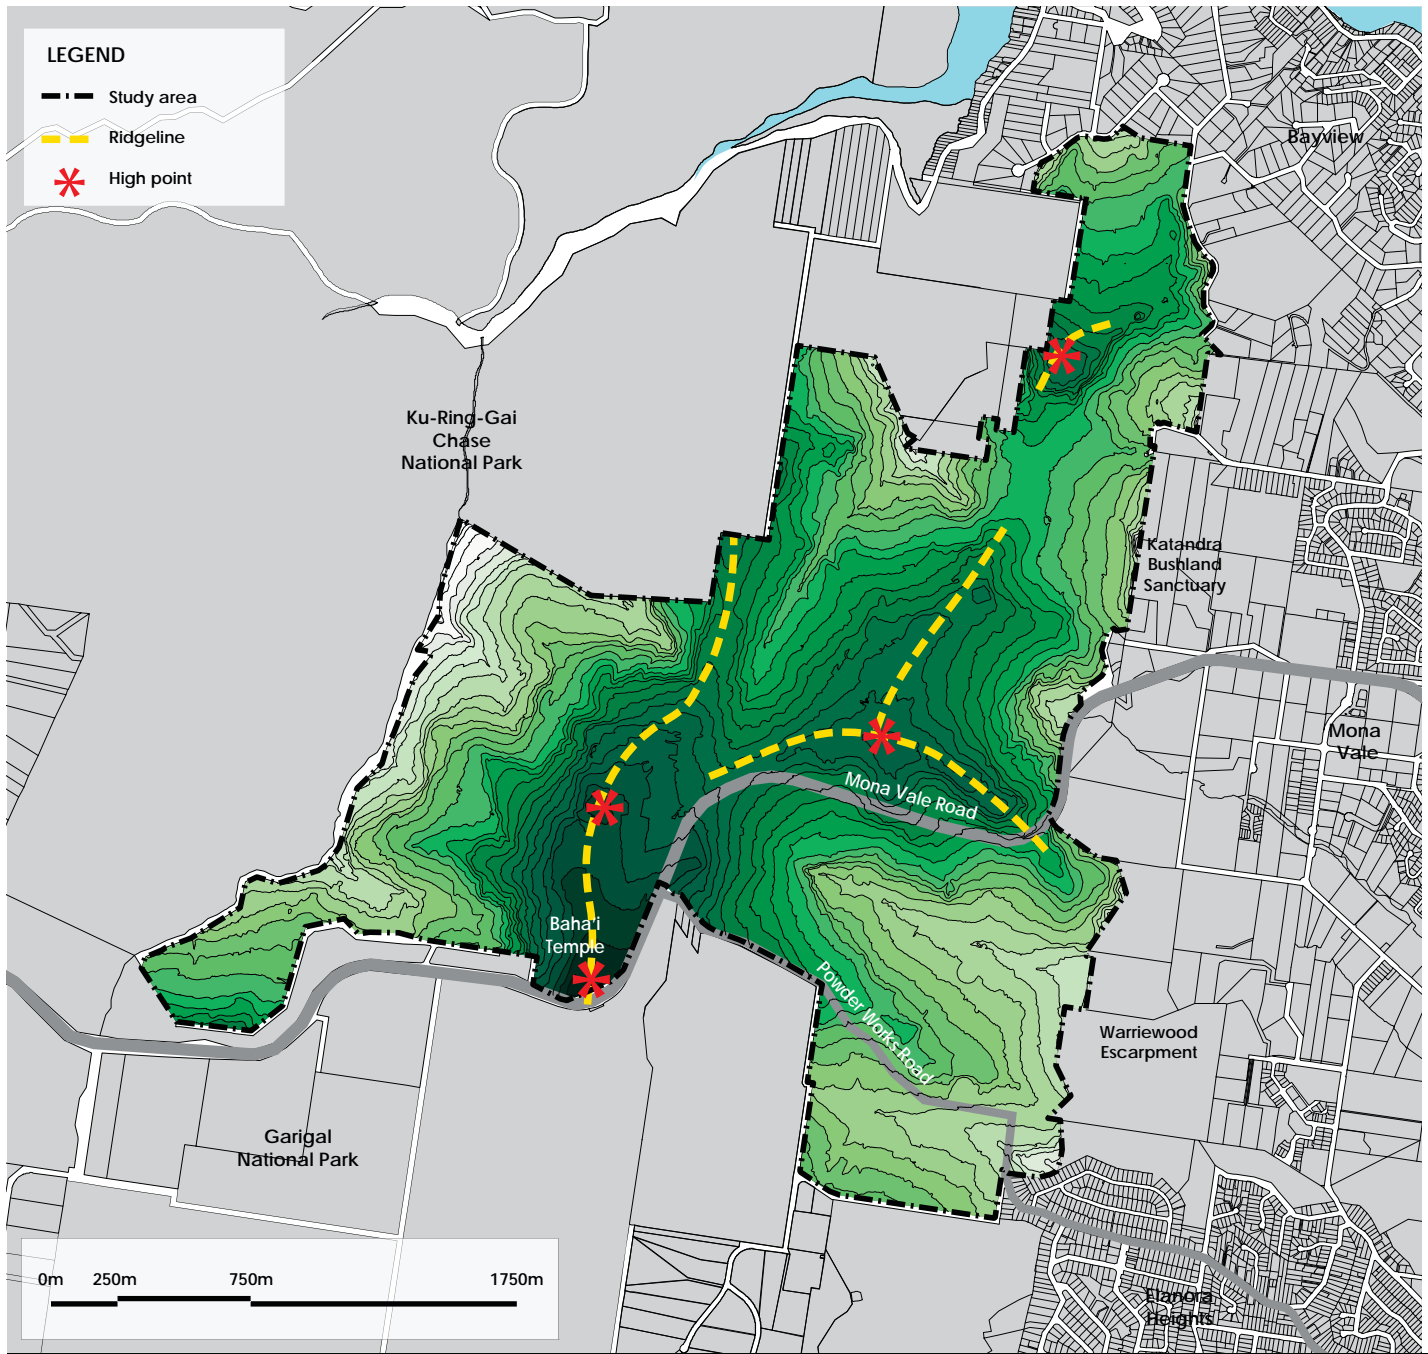 LEGEND
Study area
Ridgeline
High point
Bayview
Ku-Ring-Gai
Chase
National Park
Katandra
Bushland
Sanctuary
Mona
Vale
Mona Vale Road
Baha'i
Temple
Powder Works Road
Warriewood
Escarpment
Garigal
National Park
0m 250m 750m 1750m
Elanora
Heights